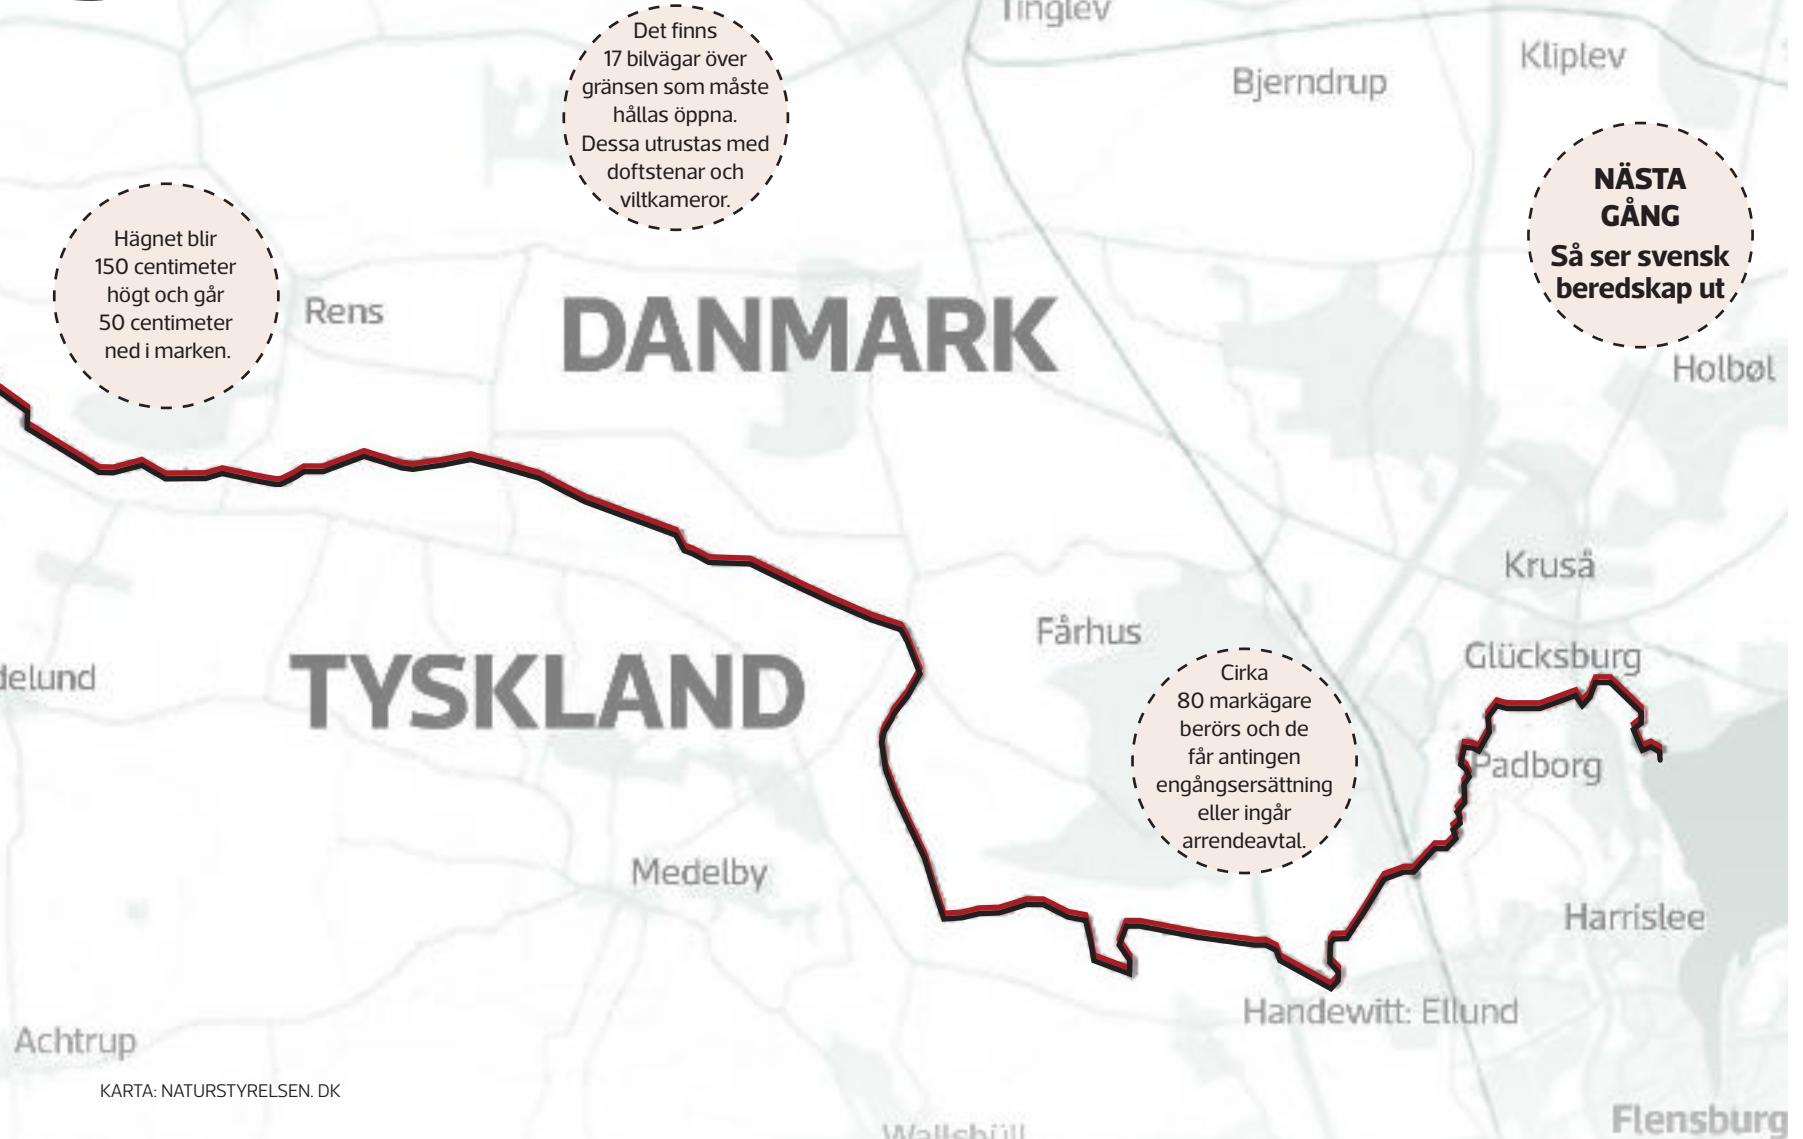 Tinglev
Kliplev
Bjerndrup
Det finns
17 bilvägar över
gränsen som måste
hållas öppna.
Dessa utrustas med
doftstenar och
viltkameror.
NÄSTA
GÅNG
Så ser svensk
beredskap ut
Hägnet blir
150 centimeter
högt och går
50 centimeter
ned i marken.
Rens
DANMARK
Holbøl
Kruså
Fårhus
Glücksburg
TYSKLAND
delund
Cirka
80 markägare
berörs och de
får antingen
engångsersättning
eller ingår
arrendeavtal.
Padborg
Medelby
Harrislee
Handewitt: Ellund
Achtrup
KARTA: NATURSTYRELSEN. DK
Flensburg